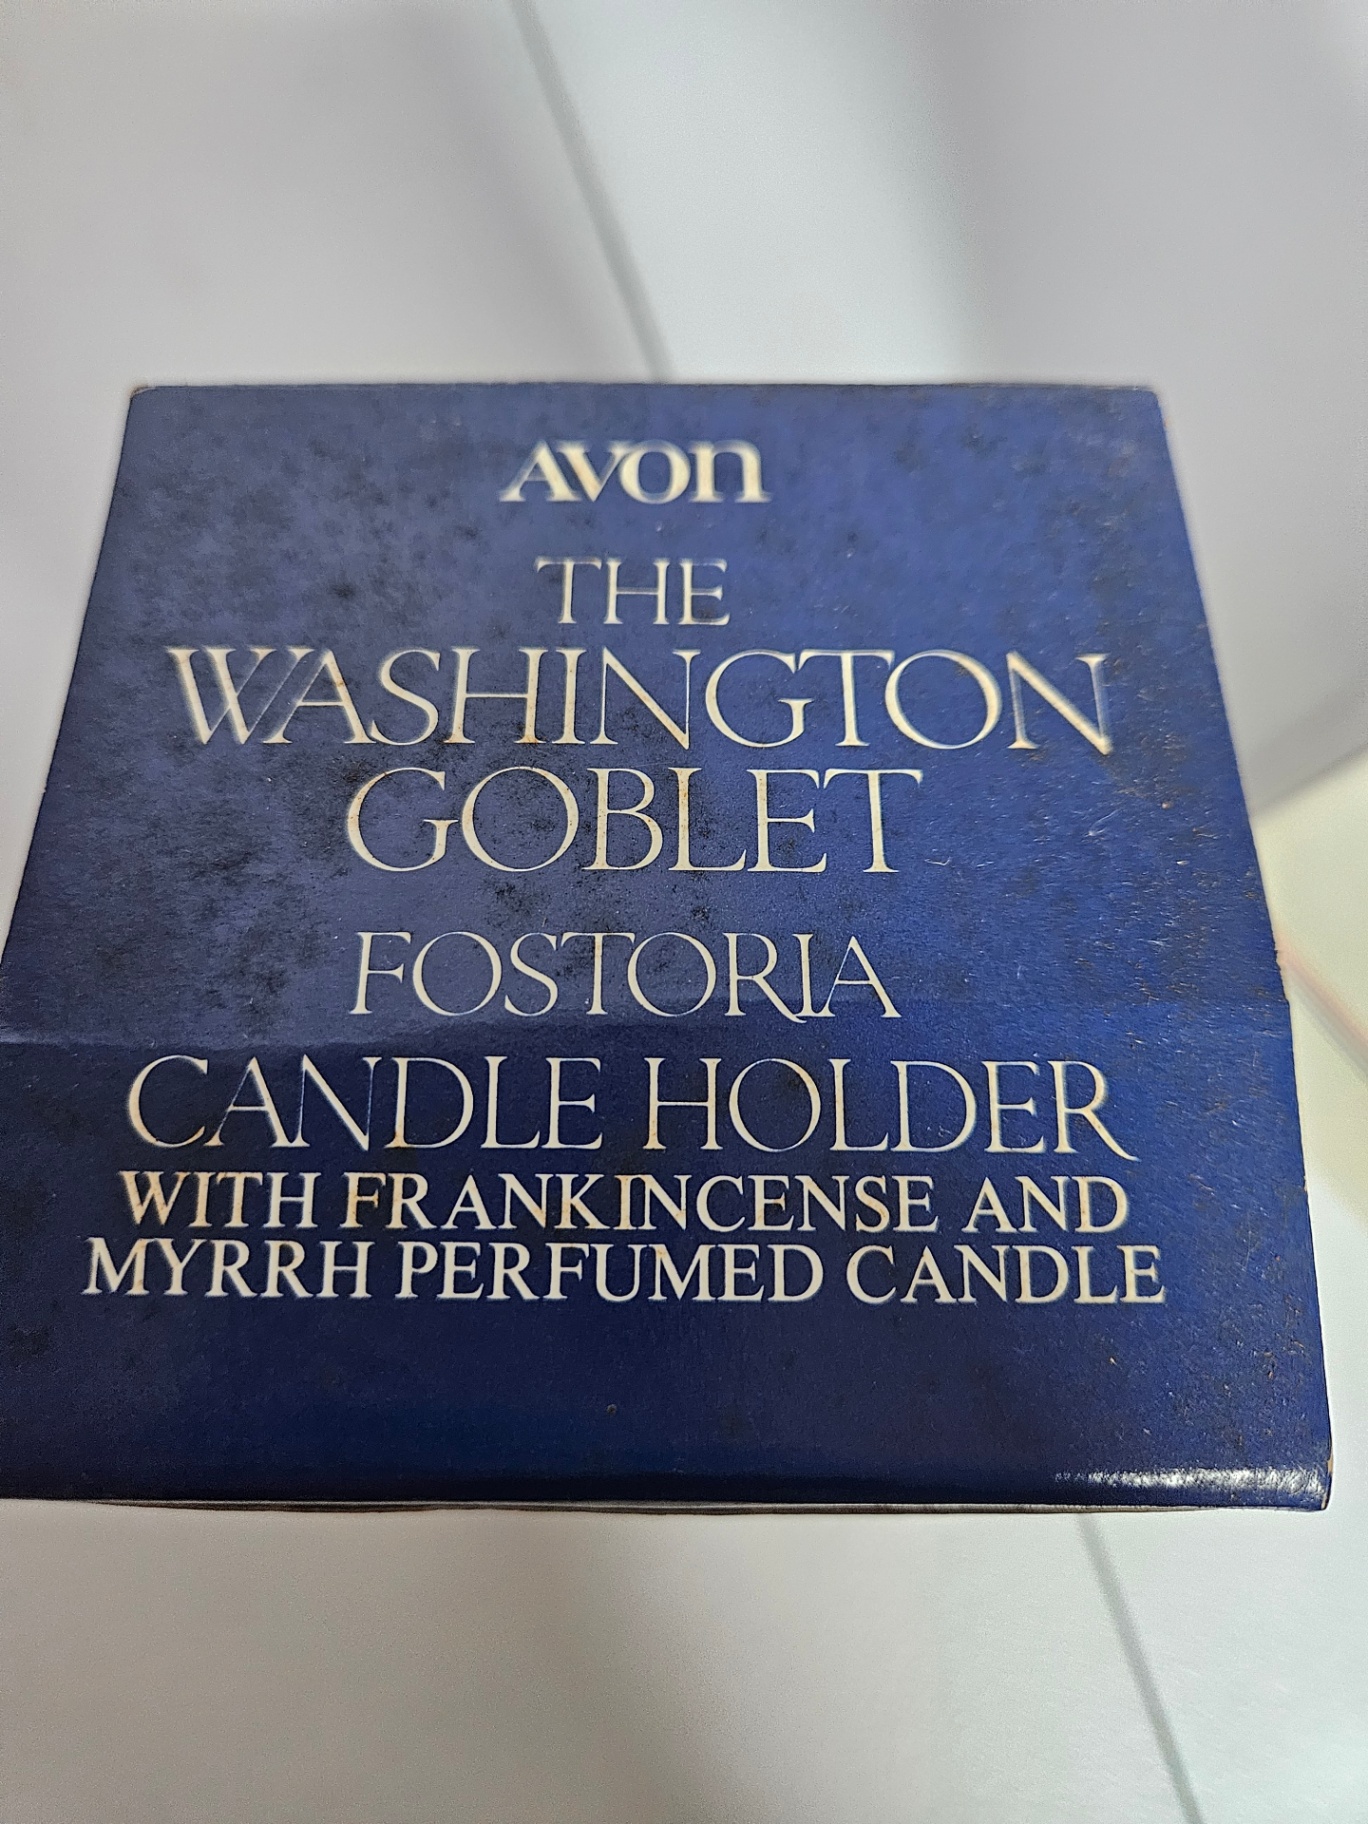 AVON
THE
WASHINGTON
GOBLET
FOSTORIA
CANDLE HOLDER
WITH FRANKINCENSE AND
MYRRH PERFUMED CANDLE